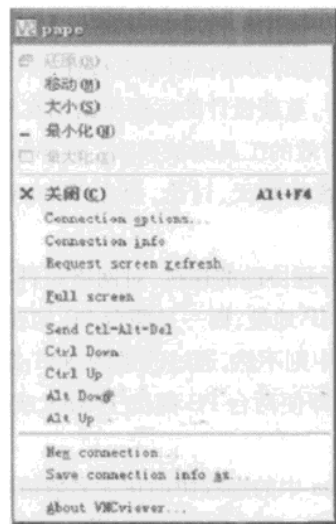 pape
还原(R)
移动(M)
大小(S)
最小化(N)
最大化(X)
关闭(C) Alt+F4
Connection options...
Connection info
Request screen refresh
Full screen
Send Ctl-Alt-Del
Ctrl Down
Ctrl Up
Alt Down
Alt Up
New connection...
Save connection info as...
About VNCviewer...